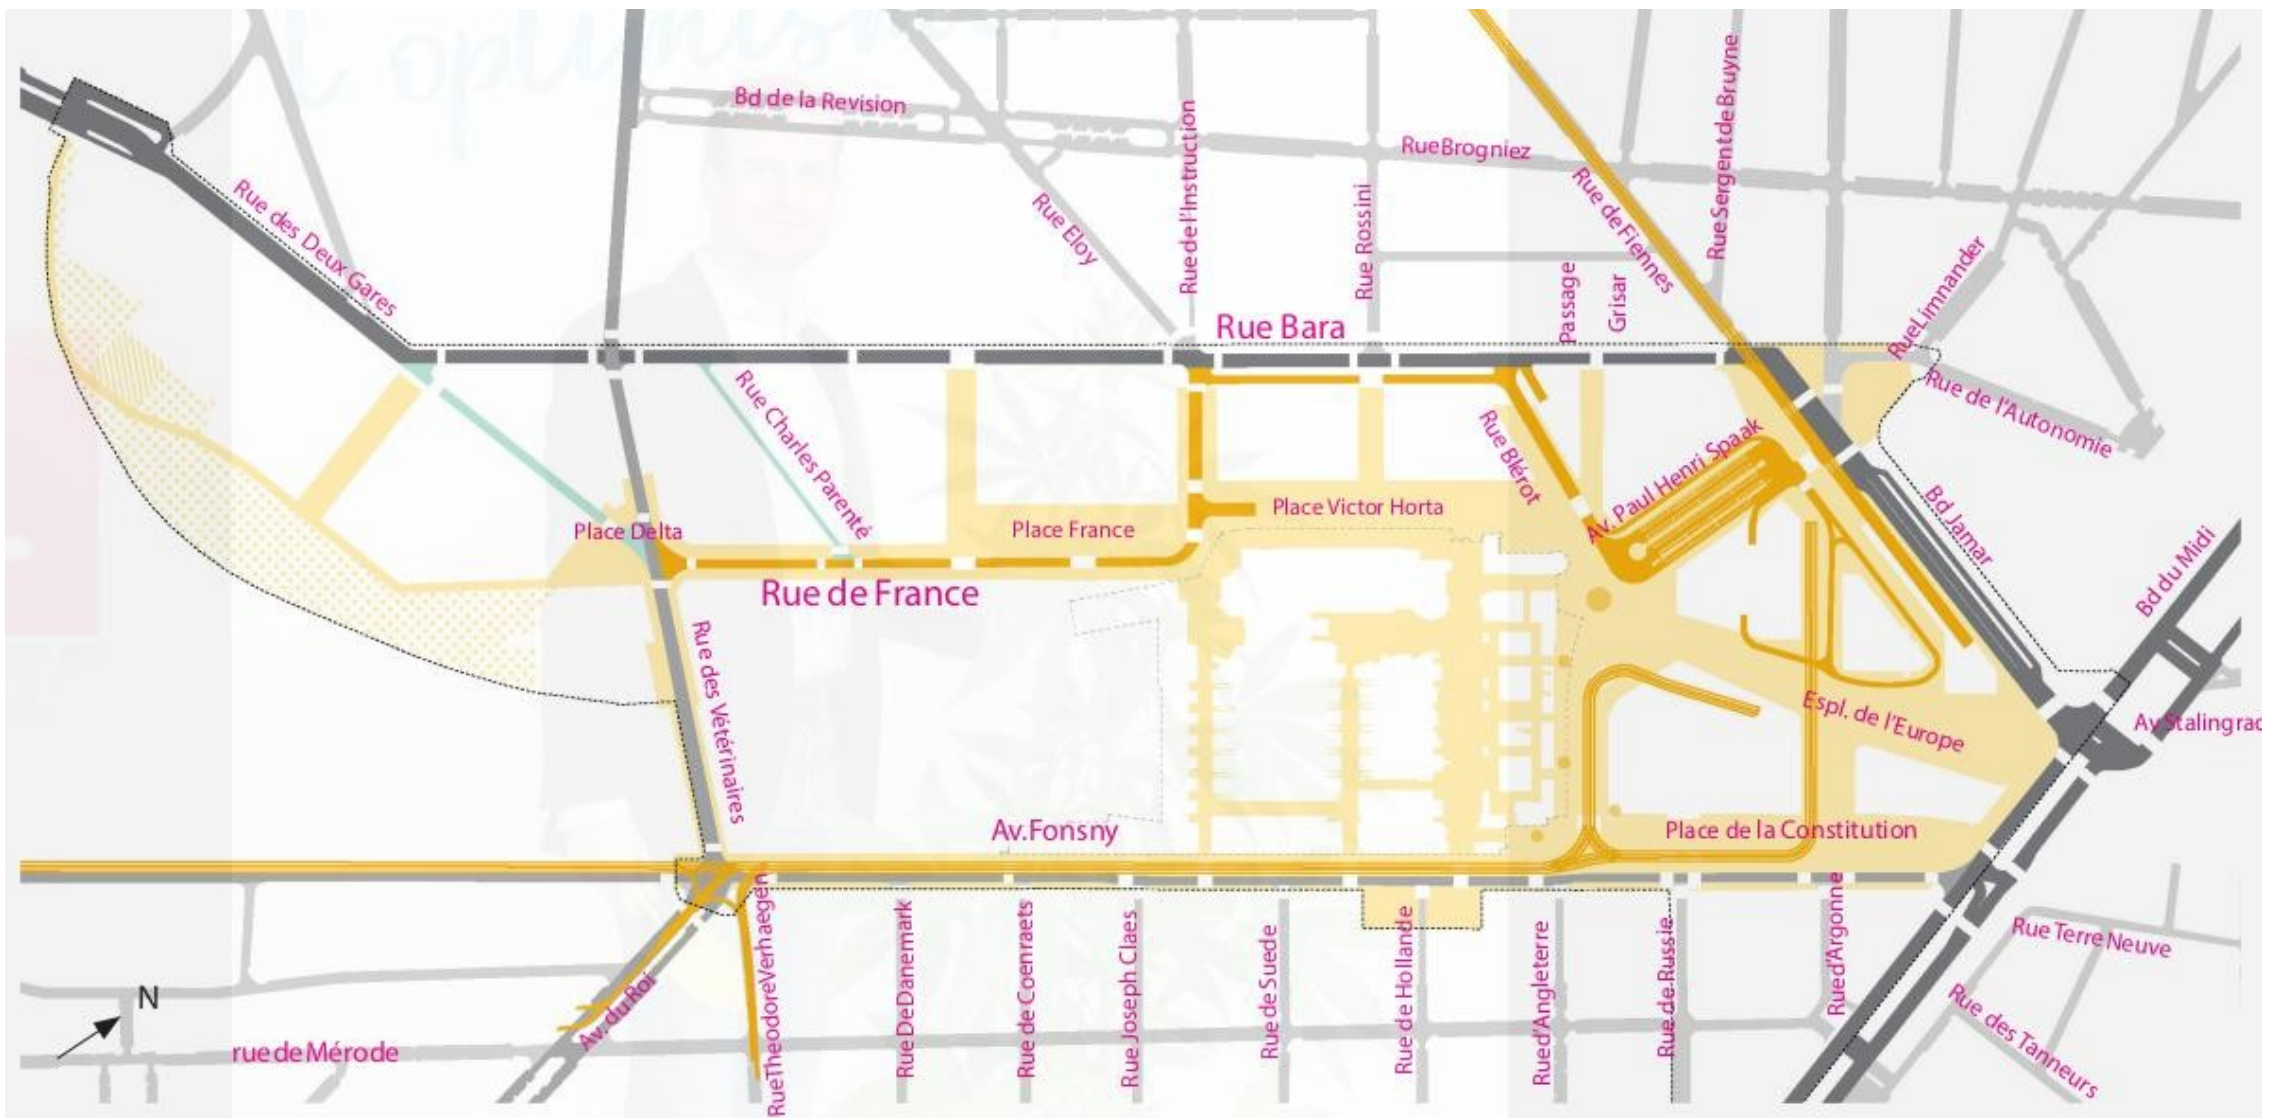 l'optimisme
Bd de la Revision
Rue de l'Instruction
Rue Brogniez
Rue Sergent de Bruyne
Rue de Fiennes
Rue des Deux Gares
Rue Eloy
Rue Rossini
Passage
Grisar
Rue Limnander
Rue Bara
Rue de l'Autonomie
Rue Charles Parenté
Rue Blérot
Av. Paul Henri Spaak
Place Delta
Place France
Place Victor Horta
Bd Jamar
Bd du Midi
Rue de France
Rue des Vétérinaires
Espl. de l'Europe
Av Stalingrad
Av.Fonsny
Place de la Constitution
Rue Theodore Verhaegen
Rue De Danemark
Rue de Coenraets
Rue Joseph Claes
Rue de Suede
Rue de Hollande
Rue d'Angleterre
Rue de Russie
Rue d'Argonne
Rue Terre Neuve
Rue des Tanneurs
Av. du Roi
N
rue de Mérode